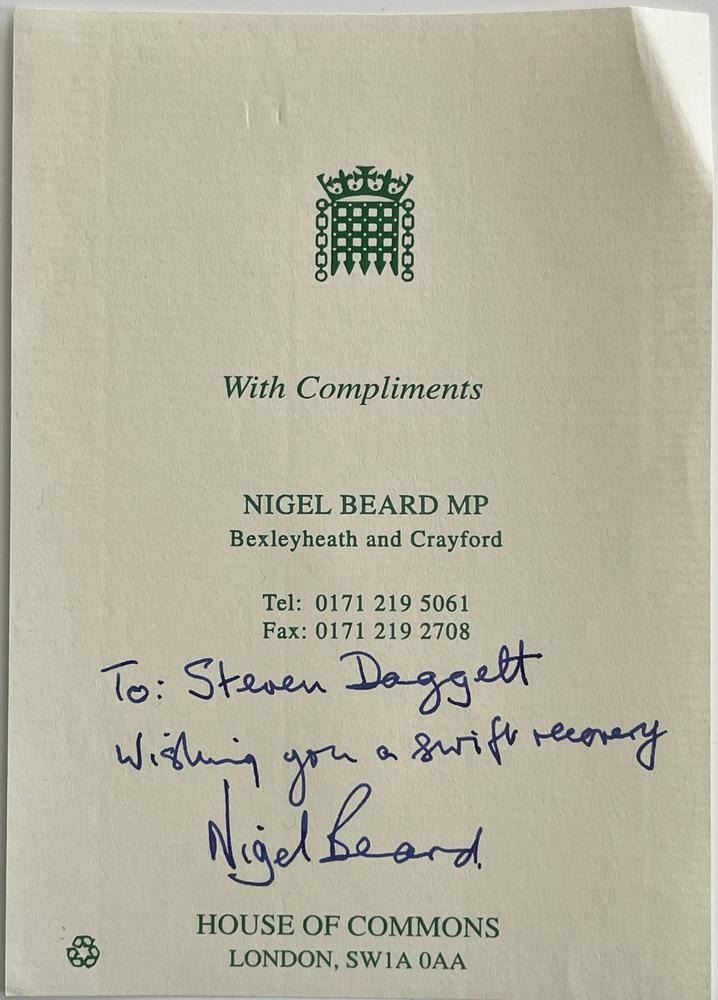 With Compliments
NIGEL BEARD MP
Bexleyheath and Crayford
Tel: 0171 219 5061
Fax: 0171 219 2708
To: Steven Daggett
Wishing you a swift recovery
Nigel Beard.
HOUSE OF COMMONS
LONDON, SW1A 0AA